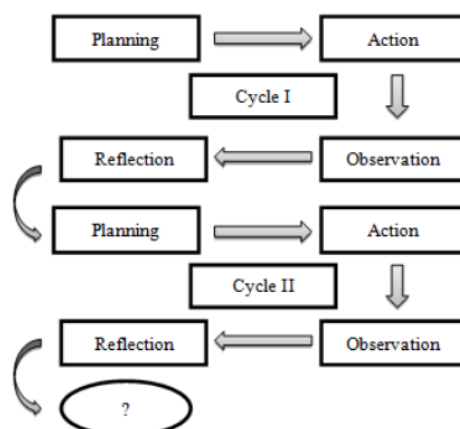 Planning
Action
Cycle I
Reflection
Observation
Planning
Action
Cycle II
Reflection
Observation
?